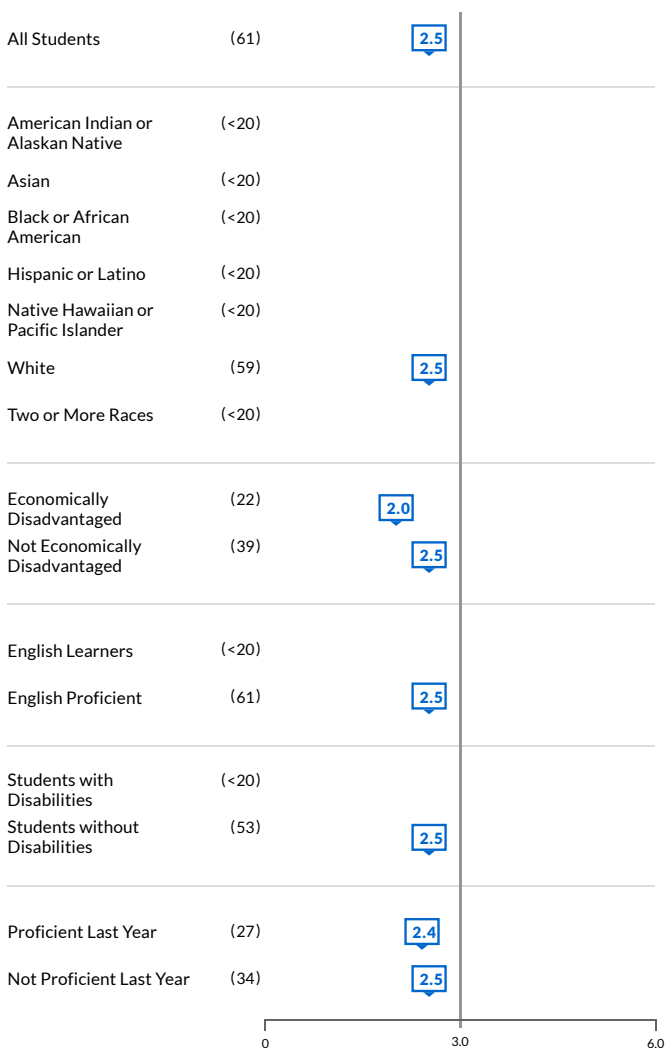 All Students (61) 2.5
American Indian or (<20)
Alaskan Native
Asian (<20)
Black or African (<20)
American
Hispanic or Latino (<20)
Native Hawaiian or (<20)
Pacific Islander
White (59) 2.5
Two or More Races (<20)
Economically (22) 2.0
Disadvantaged
Not Economically (39) 2.5
Disadvantaged
English Learners (<20)
English Proficient (61) 2.5
Students with (<20)
Disabilities
Students without (53) 2.5
Disabilities
Proficient Last Year (27) 2.4
Not Proficient Last Year (34) 2.5
0 3.0 6.0